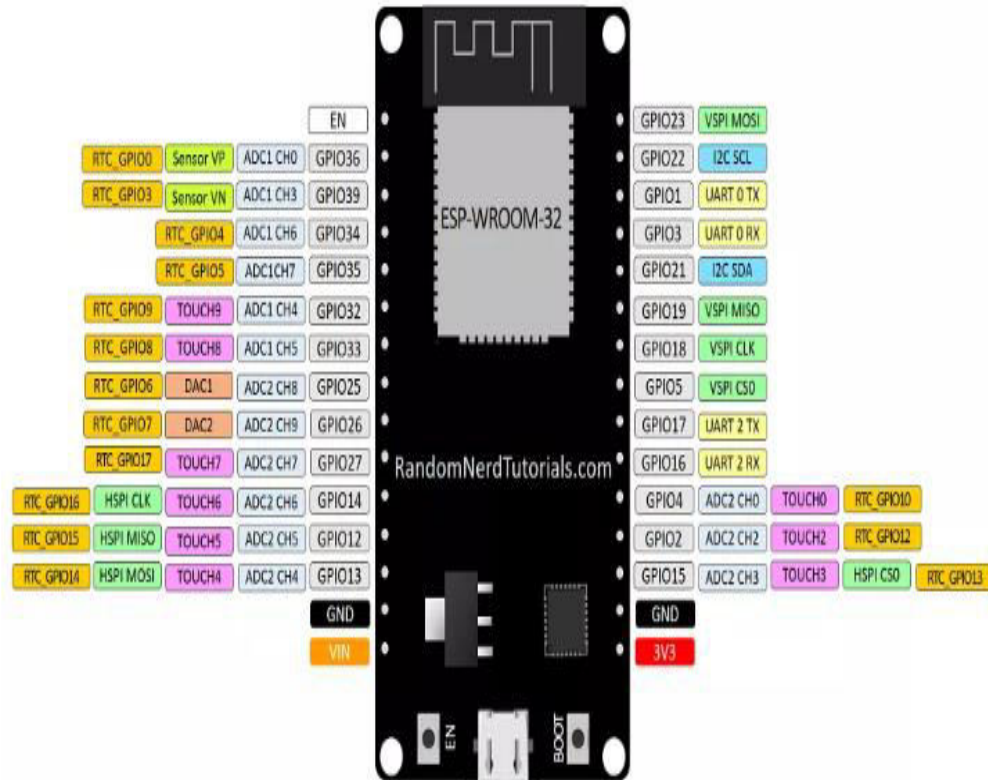 EN GPIO23 VSPI MOSI
RTC_GPIO0 Sensor VP ADC1 CH0 GPIO36 GPIO22 I2C SCL
RTC_GPIO3 Sensor VN ADC1 CH3 GPIO39 GPIO1 UART 0 TX
RTC_GPIO4 ADC1 CH6 GPIO34 ESP-WROOM-32 GPIO3 UART 0 RX
RTC_GPIO5 ADC1CH7 GPIO35 GPIO21 I2C SDA
RTC_GPIO9 TOUCH9 ADC1 CH4 GPIO32 GPIO19 VSPI MISO
RTC_GPIO8 TOUCH8 ADC1 CH5 GPIO33 GPIO18 VSPI CLK
RTC_GPIO6 DAC1 ADC2 CH8 GPIO25 GPIO5 VSPI CS0
RTC_GPIO7 DAC2 ADC2 CH9 GPIO26 GPIO17 UART 2 TX
RTC_GPIO17 TOUCH7 ADC2 CH7 GPIO27 RandomNerdTutorials.com GPIO16 UART 2 RX
RTC_GPIO16 HSPI CLK TOUCH6 ADC2 CH6 GPIO14 GPIO4 ADC2 CH0 TOUCH0 RTC_GPIO10
RTC_GPIO15 HSPI MISO TOUCH5 ADC2 CH5 GPIO12 GPIO2 ADC2 CH2 TOUCH2 RTC_GPIO12
RTC_GPIO14 HSPI MOSI TOUCH4 ADC2 CH4 GPIO13 GPIO15 ADC2 CH3 TOUCH3 HSPI CS0 RTC_GPIO13
GND GND
VIN 3V3
EN BOOT